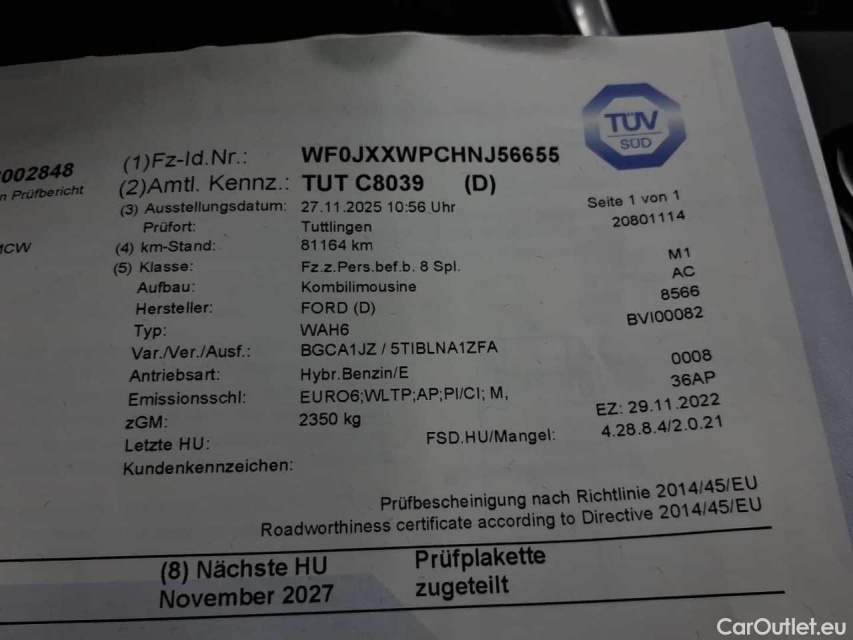 002848
n Prüfbericht
MCW
TÜV
SÜD
(1)Fz-Id.Nr.: WF0JXXWPCHNJ56655
(2)Amtl. Kennz.: TUT C8039 (D)
(3) Ausstellungsdatum: 27.11.2025 10:56 Uhr Seite 1 von 1
Prüfort: Tuttlingen 20801114
(4) km-Stand: 81164 km
(5) Klasse: Fz.z.Pers.bef.b. 8 Spl. M1
Aufbau: Kombilimousine AC
Hersteller: FORD (D) 8566
Typ: WAH6 BVI00082
Var./Ver./Ausf.: BGCA1JZ / 5TIBLNA1ZFA
Antriebsart: Hybr.Benzin/E 0008
Emissionsschl: EURO6;WLTP;AP;PI/CI; M, 36AP
zGM: 2350 kg EZ: 29.11.2022
Letzte HU: FSD.HU/Mangel: 4.28.8.4/2.0.21
Kundenkennzeichen:
Prüfbescheinigung nach Richtlinie 2014/45/EU
Roadworthiness certificate according to Directive 2014/45/EU
(8) Nächste HU Prüfplakette
November 2027 zugeteilt
CarOutlet.eu